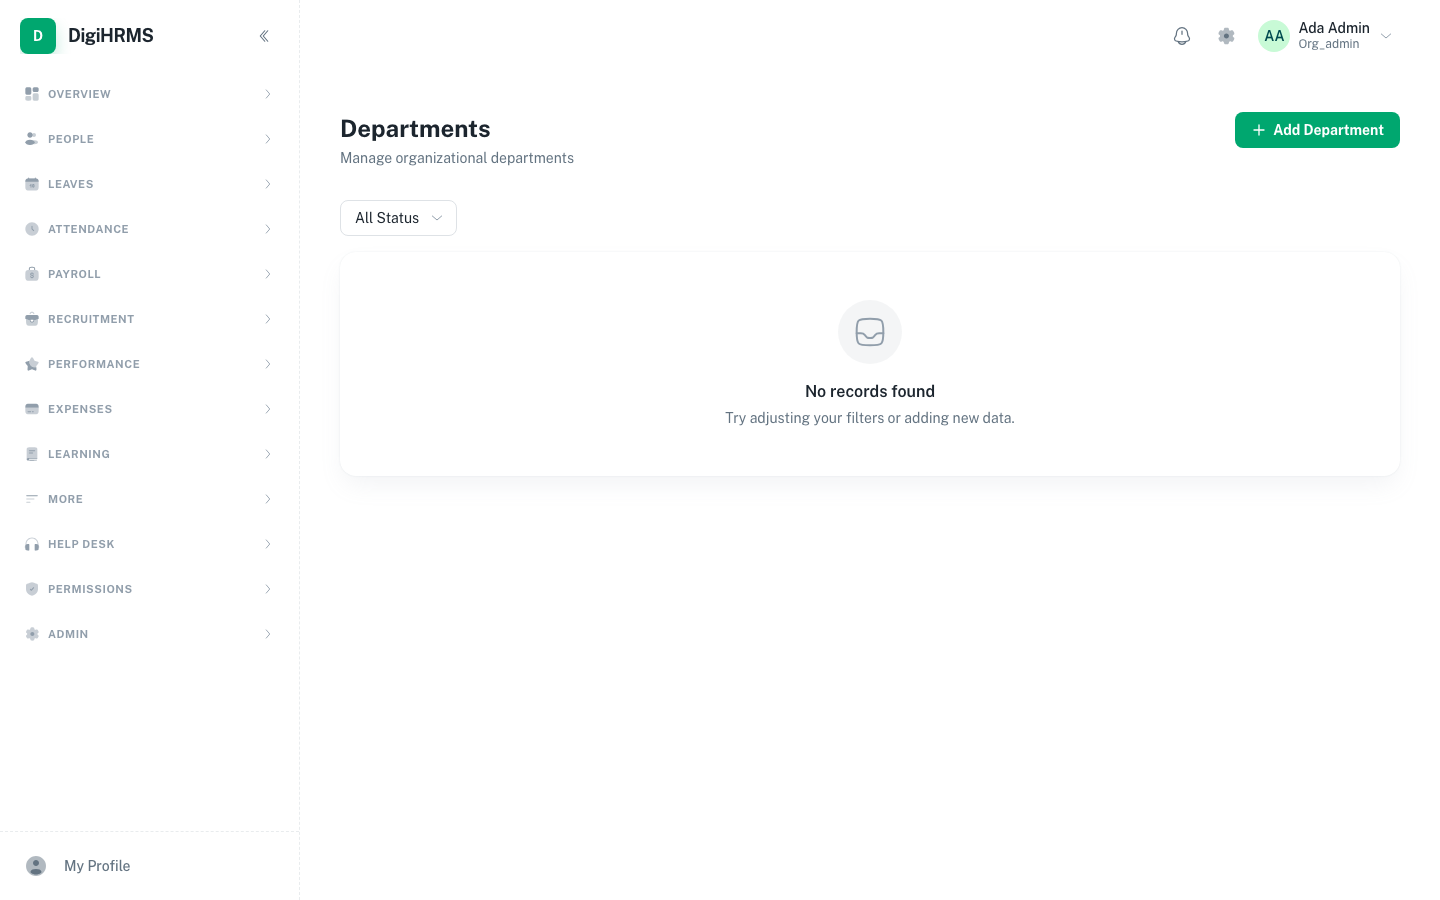 D
DigiHRMS
OVERVIEW
PEOPLE
LEAVES
ATTENDANCE
PAYROLL
RECRUITMENT
PERFORMANCE
EXPENSES
LEARNING
MORE
HELP DESK
PERMISSIONS
ADMIN
My Profile
AA
Ada Admin
Org_admin
Departments
Manage organizational departments
Add Department
All Status
No records found
Try adjusting your filters or adding new data.